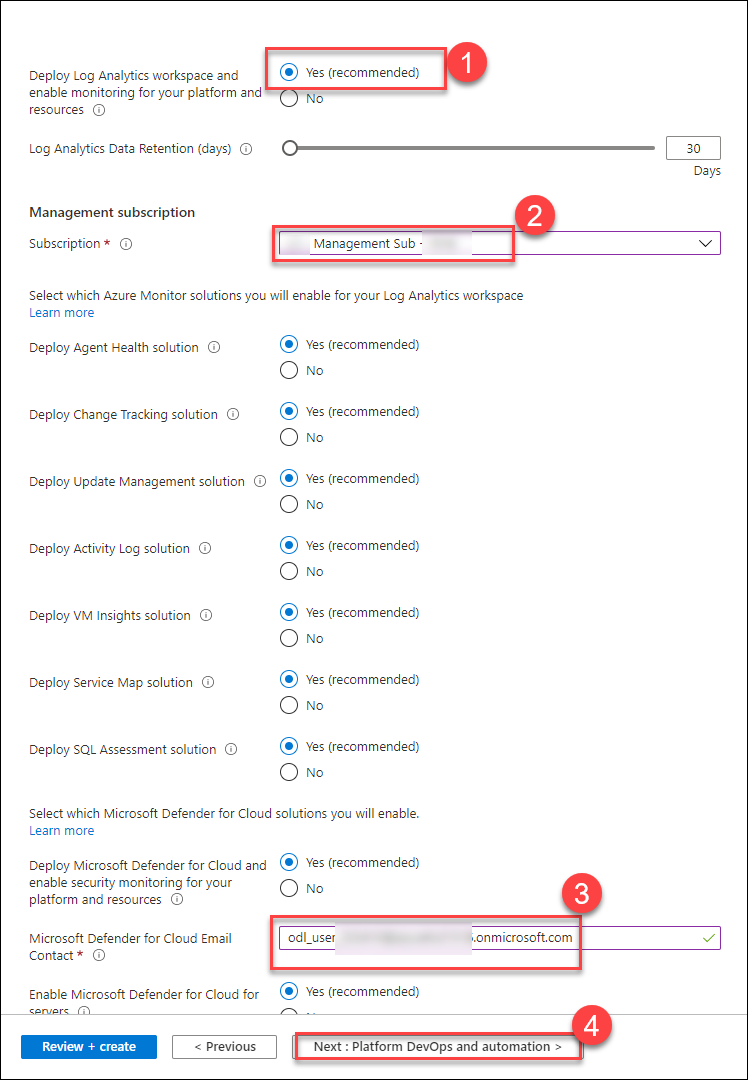 1
Deploy Log Analytics workspace and
enable monitoring for your platform and
resources
Yes (recommended)
No
Log Analytics Data Retention (days)
30
Days
Management subscription
2
Subscription *
Management Sub -
Select which Azure Monitor solutions you will enable for your Log Analytics workspace
Learn more
Deploy Agent Health solution
Yes (recommended)
No
Deploy Change Tracking solution
Yes (recommended)
No
Deploy Update Management solution
Yes (recommended)
No
Deploy Activity Log solution
Yes (recommended)
No
Deploy VM Insights solution
Yes (recommended)
No
Deploy Service Map solution
Yes (recommended)
No
Deploy SQL Assessment solution
Yes (recommended)
No
Select which Microsoft Defender for Cloud solutions you will enable.
Learn more
Deploy Microsoft Defender for Cloud and
enable security monitoring for your
platform and resources
Yes (recommended)
No
3
Microsoft Defender for Cloud Email
Contact *
odl_user .onmicrosoft.com
Enable Microsoft Defender for Cloud for
servers
Yes (recommended)
4
Review + create
< Previous
Next : Platform DevOps and automation >